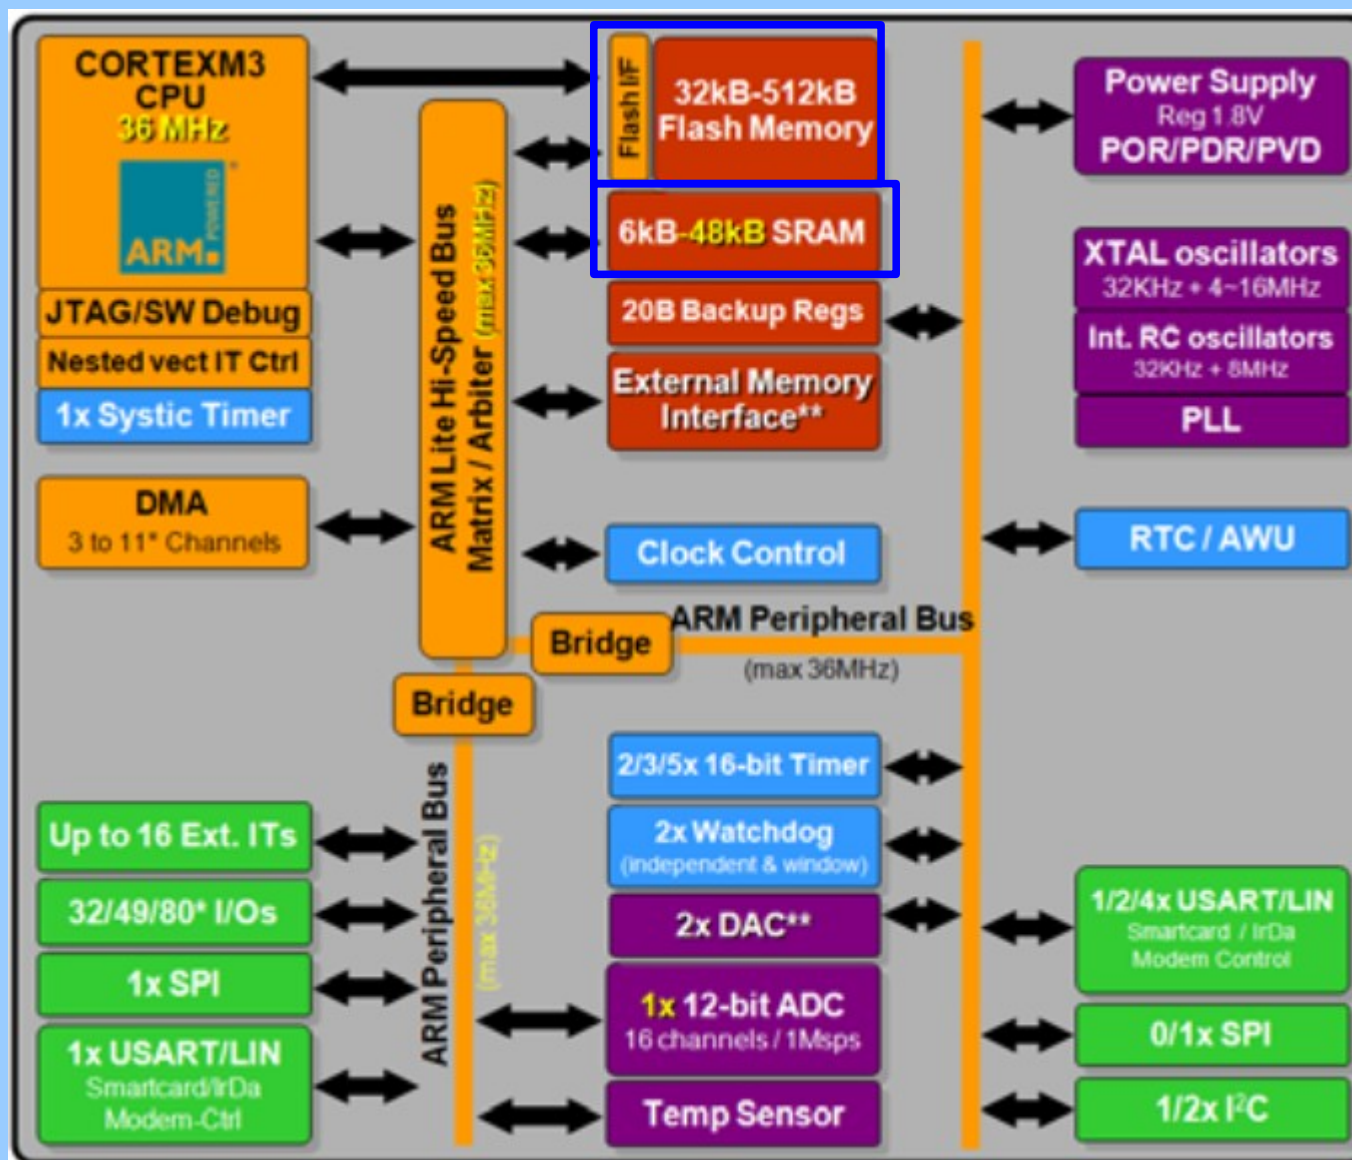 CORTEXM3
CPU
36 MHz
ARM
POWERED
JTAG/SW Debug
Nested vect IT Ctrl
1x Systic Timer
DMA
3 to 11* Channels
ARM Lite Hi-Speed Bus
Matrix / Arbiter (max 36MHz)
Flash I/F
32kB-512kB
Flash Memory
6kB-48kB SRAM
20B Backup Regs
External Memory
Interface**
Clock Control
Power Supply
Reg 1.8V
POR/PDR/PVD
XTAL oscillators
32KHz + 4~16MHz
Int. RC oscillators
32KHz + 8MHz
PLL
RTC / AWU
Bridge
ARM Peripheral Bus
(max 36MHz)
Bridge
ARM Peripheral Bus
(max 36MHz)
Up to 16 Ext. ITs
32/49/80* I/Os
1x SPI
1x USART/LIN
Smartcard/IrDa
Modem-Ctrl
2/3/5x 16-bit Timer
2x Watchdog
(independent & window)
2x DAC**
1x 12-bit ADC
16 channels / 1Msps
Temp Sensor
1/2/4x USART/LIN
Smartcard / IrDa
Modem Control
0/1x SPI
1/2x I²C